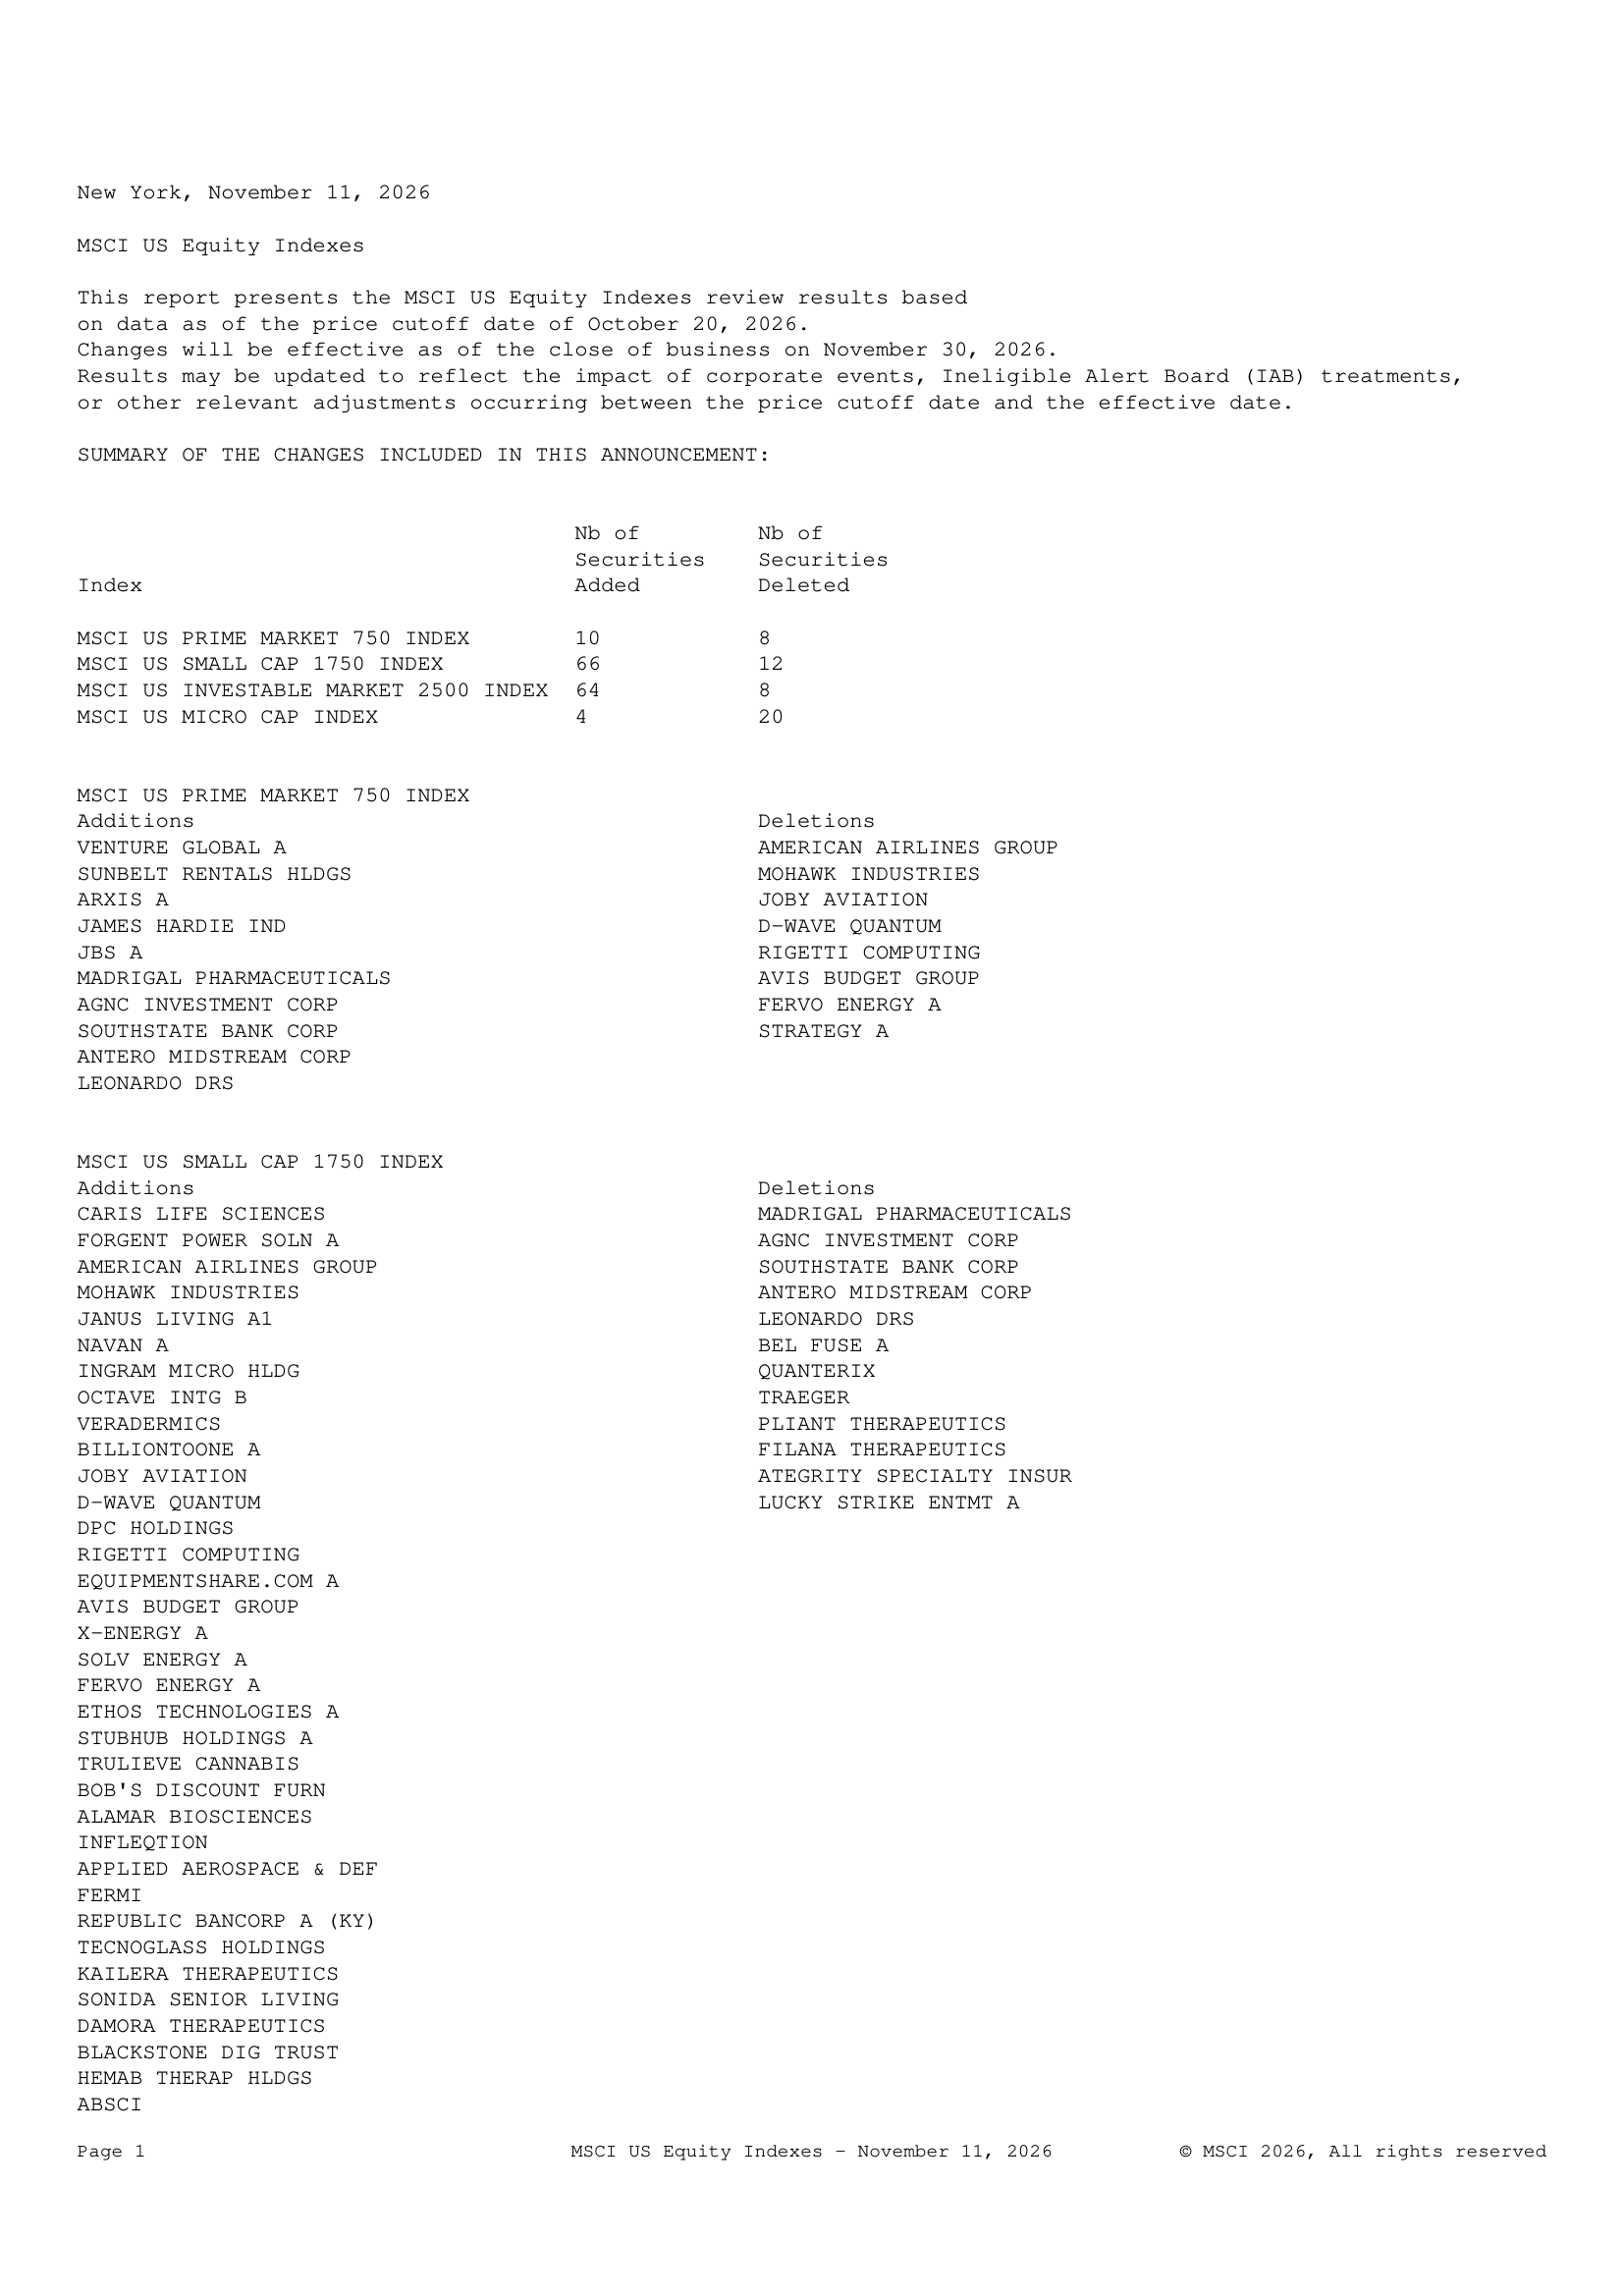 New York, November 11, 2026
MSCI US Equity Indexes
This report presents the MSCI US Equity Indexes review results based
on data as of the price cutoff date of October 20, 2026.
Changes will be effective as of the close of business on November 30, 2026.
Results may be updated to reflect the impact of corporate events, Ineligible Alert Board (IAB) treatments,
or other relevant adjustments occurring between the price cutoff date and the effective date.
SUMMARY OF THE CHANGES INCLUDED IN THIS ANNOUNCEMENT:
Nb of Nb of
Securities Securities
Index Added Deleted
MSCI US PRIME MARKET 750 INDEX 10 8
MSCI US SMALL CAP 1750 INDEX 66 12
MSCI US INVESTABLE MARKET 2500 INDEX 64 8
MSCI US MICRO CAP INDEX 4 20
MSCI US PRIME MARKET 750 INDEX
Additions Deletions
VENTURE GLOBAL A AMERICAN AIRLINES GROUP
SUNBELT RENTALS HLDGS MOHAWK INDUSTRIES
ARXIS A JOBY AVIATION
JAMES HARDIE IND D-WAVE QUANTUM
JBS A RIGETTI COMPUTING
MADRIGAL PHARMACEUTICALS AVIS BUDGET GROUP
AGNC INVESTMENT CORP FERVO ENERGY A
SOUTHSTATE BANK CORP STRATEGY A
ANTERO MIDSTREAM CORP
LEONARDO DRS
MSCI US SMALL CAP 1750 INDEX
Additions Deletions
CARIS LIFE SCIENCES MADRIGAL PHARMACEUTICALS
FORGENT POWER SOLN A AGNC INVESTMENT CORP
AMERICAN AIRLINES GROUP SOUTHSTATE BANK CORP
MOHAWK INDUSTRIES ANTERO MIDSTREAM CORP
JANUS LIVING A1 LEONARDO DRS
NAVAN A BEL FUSE A
INGRAM MICRO HLDG QUANTERIX
OCTAVE INTG B TRAEGER
VERADERMICS PLIANT THERAPEUTICS
BILLIONTOONE A FILANA THERAPEUTICS
JOBY AVIATION ATEGRITY SPECIALTY INSUR
D-WAVE QUANTUM LUCKY STRIKE ENTMT A
DPC HOLDINGS
RIGETTI COMPUTING
EQUIPMENTSHARE.COM A
AVIS BUDGET GROUP
X-ENERGY A
SOLV ENERGY A
FERVO ENERGY A
ETHOS TECHNOLOGIES A
STUBHUB HOLDINGS A
TRULIEVE CANNABIS
BOB'S DISCOUNT FURN
ALAMAR BIOSCIENCES
INFLEQTION
APPLIED AEROSPACE & DEF
FERMI
REPUBLIC BANCORP A (KY)
TECNOGLASS HOLDINGS
KAILERA THERAPEUTICS
SONIDA SENIOR LIVING
DAMORA THERAPEUTICS
BLACKSTONE DIG TRUST
HEMAB THERAP HLDGS
ABSCI
Page 1 MSCI US Equity Indexes - November 11, 2026 © MSCI 2026, All rights reserved